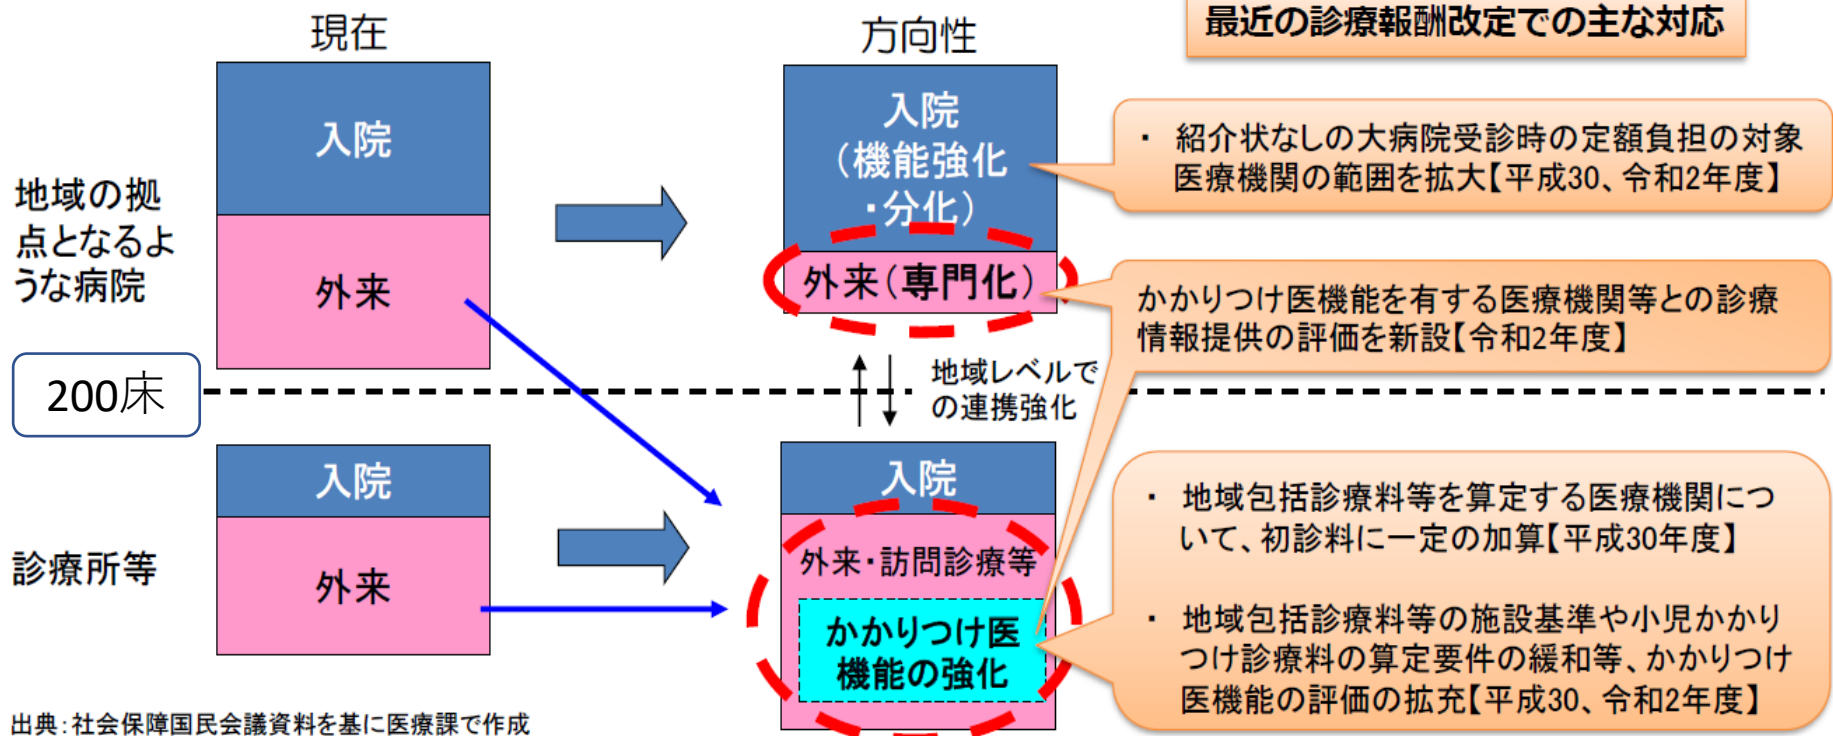 現在
方向性
最近の診療報酬改定での主な対応
地域の拠
点となるよ
うな病院
入院
外来
入院
（機能強化
・分化）
外来（専門化）
・ 紹介状なしの大病院受診時の定額負担の対象
医療機関の範囲を拡大【平成30、令和2年度】
かかりつけ医機能を有する医療機関等との診療
情報提供の評価を新設【令和2年度】
200床
地域レベルで
の連携強化
診療所等
入院
外来
入院
外来・訪問診療等
かかりつけ医
機能の強化
・ 地域包括診療料等を算定する医療機関につ
いて、初診料に一定の加算【平成30年度】
・ 地域包括診療料等の施設基準や小児かかり
つけ診療料の算定要件の緩和等、かかりつけ
医機能の評価の拡充【平成30、令和2年度】
出典：社会保障国民会議資料を基に医療課で作成